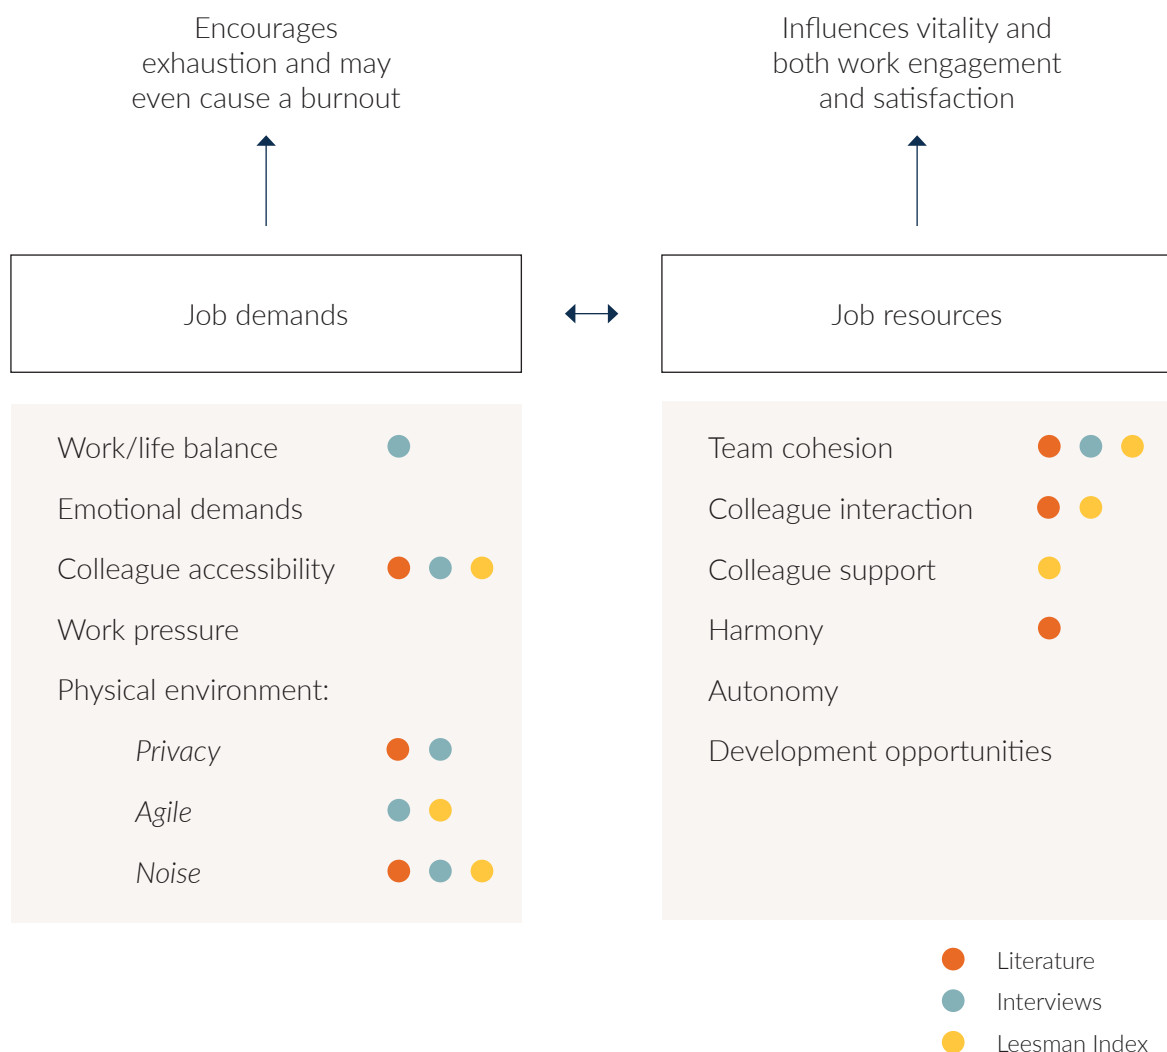 Encourages
exhaustion and may
even cause a burnout
Influences vitality and
both work engagement
and satisfaction
Job demands
Job resources
Work/life balance
Emotional demands
Colleague accessibility
Work pressure
Physical environment:
Privacy
Agile
Noise
Team cohesion
Colleague interaction
Colleague support
Harmony
Autonomy
Development opportunities
Literature
Interviews
Leesman Index